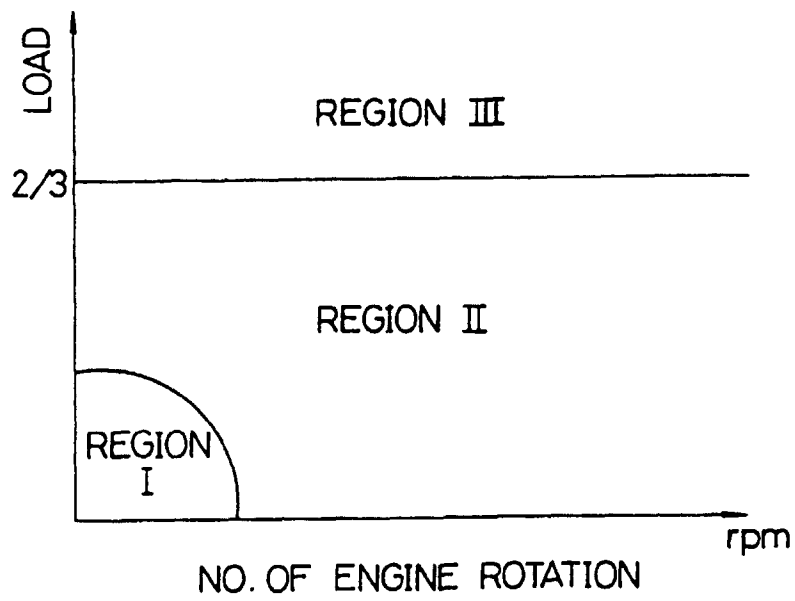 LOAD
REGION III
2/3
REGION II
REGION
I
rpm
NO. OF ENGINE ROTATION